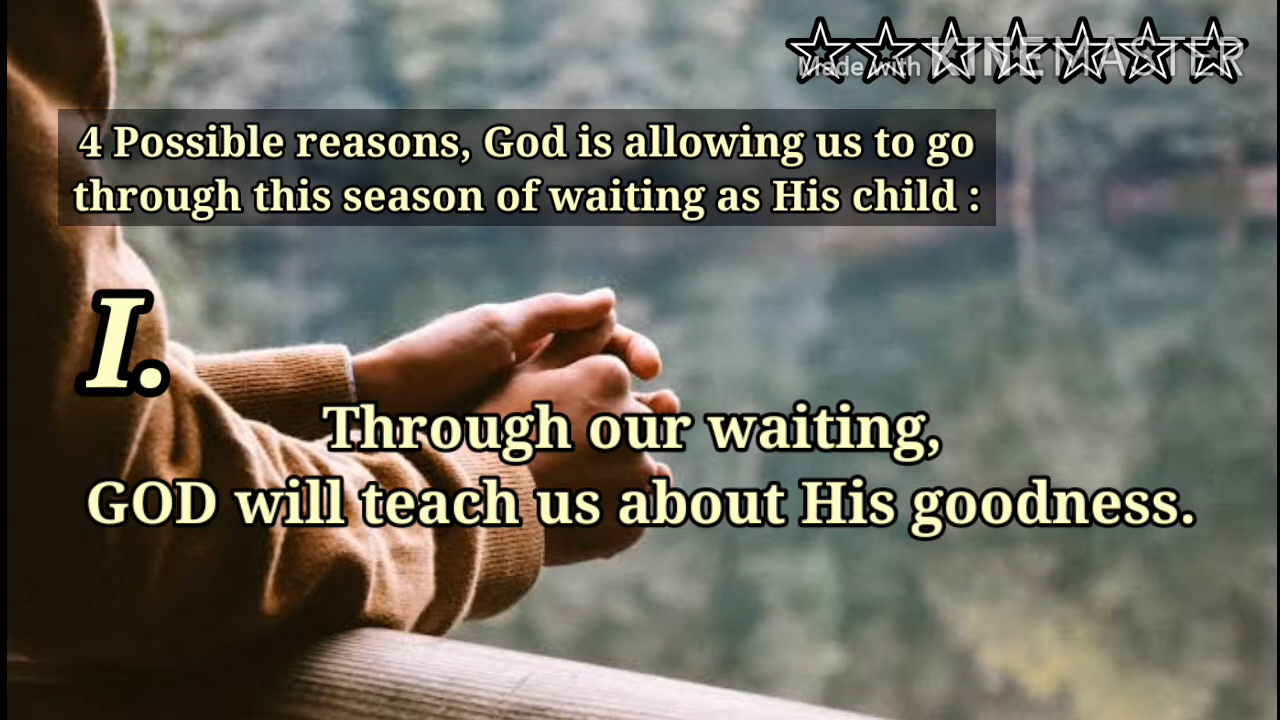 Made with KINEMASTER
4 Possible reasons, God is allowing us to go
through this season of waiting as His child :
I.
Through our waiting,
GOD will teach us about His goodness.